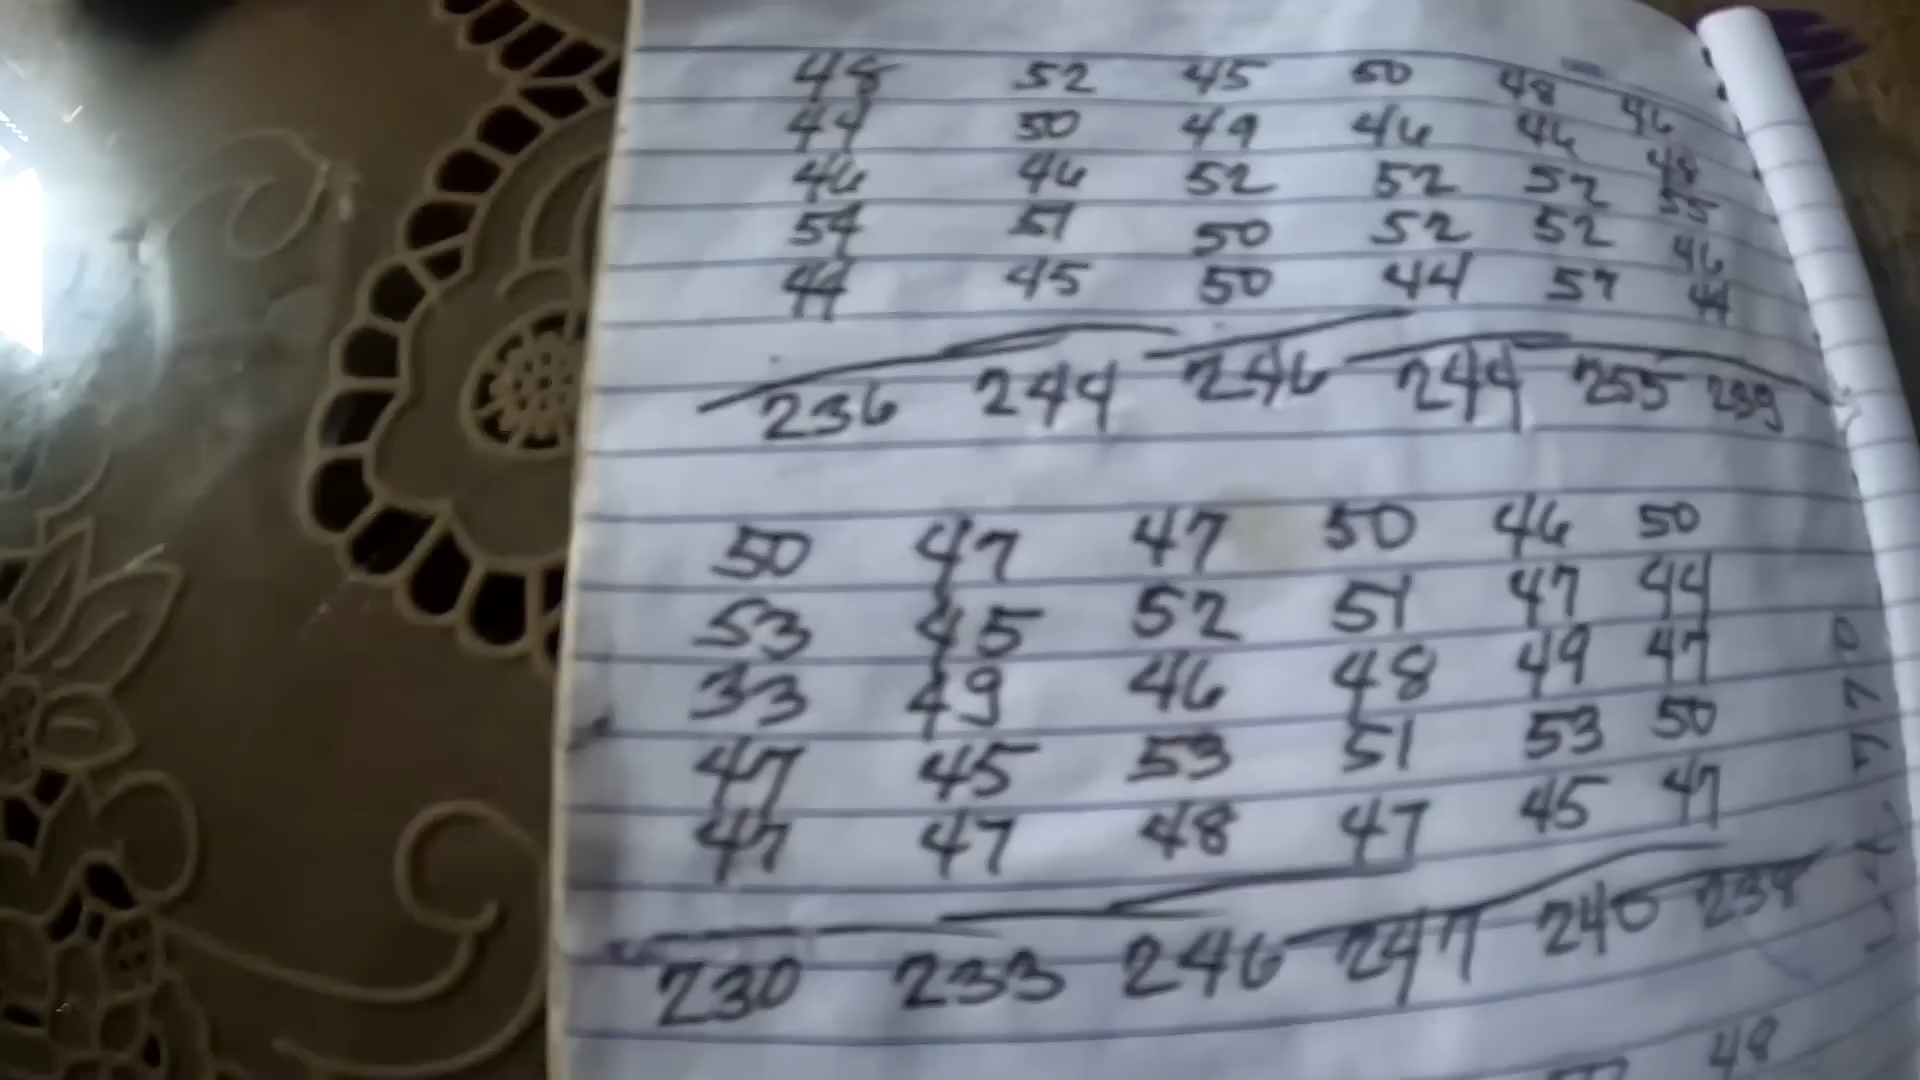 48 52 45 50 48 46
44 50 49 46 46 48
46 46 52 52 52 55
54 51 50 52 52 46
44 45 50 44 57 44
236 244 246 244 255 239
50 47 47 50 46 50
53 45 52 51 47 44
33 49 46 48 49 47
47 45 53 51 53 50
47 47 48 47 45 47
230 233 246 247 240 238
48